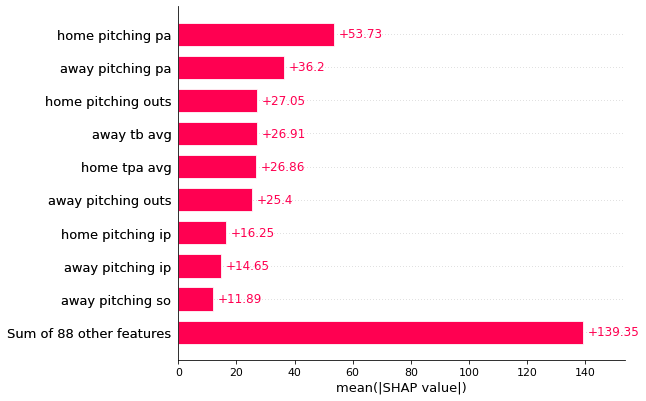 home pitching pa +53.73
away pitching pa +36.2
home pitching outs +27.05
away tb avg +26.91
home tpa avg +26.86
away pitching outs +25.4
home pitching ip +16.25
away pitching ip +14.65
away pitching so +11.89
Sum of 88 other features +139.35
0 20 40 60 80 100 120 140
mean(|SHAP value|)